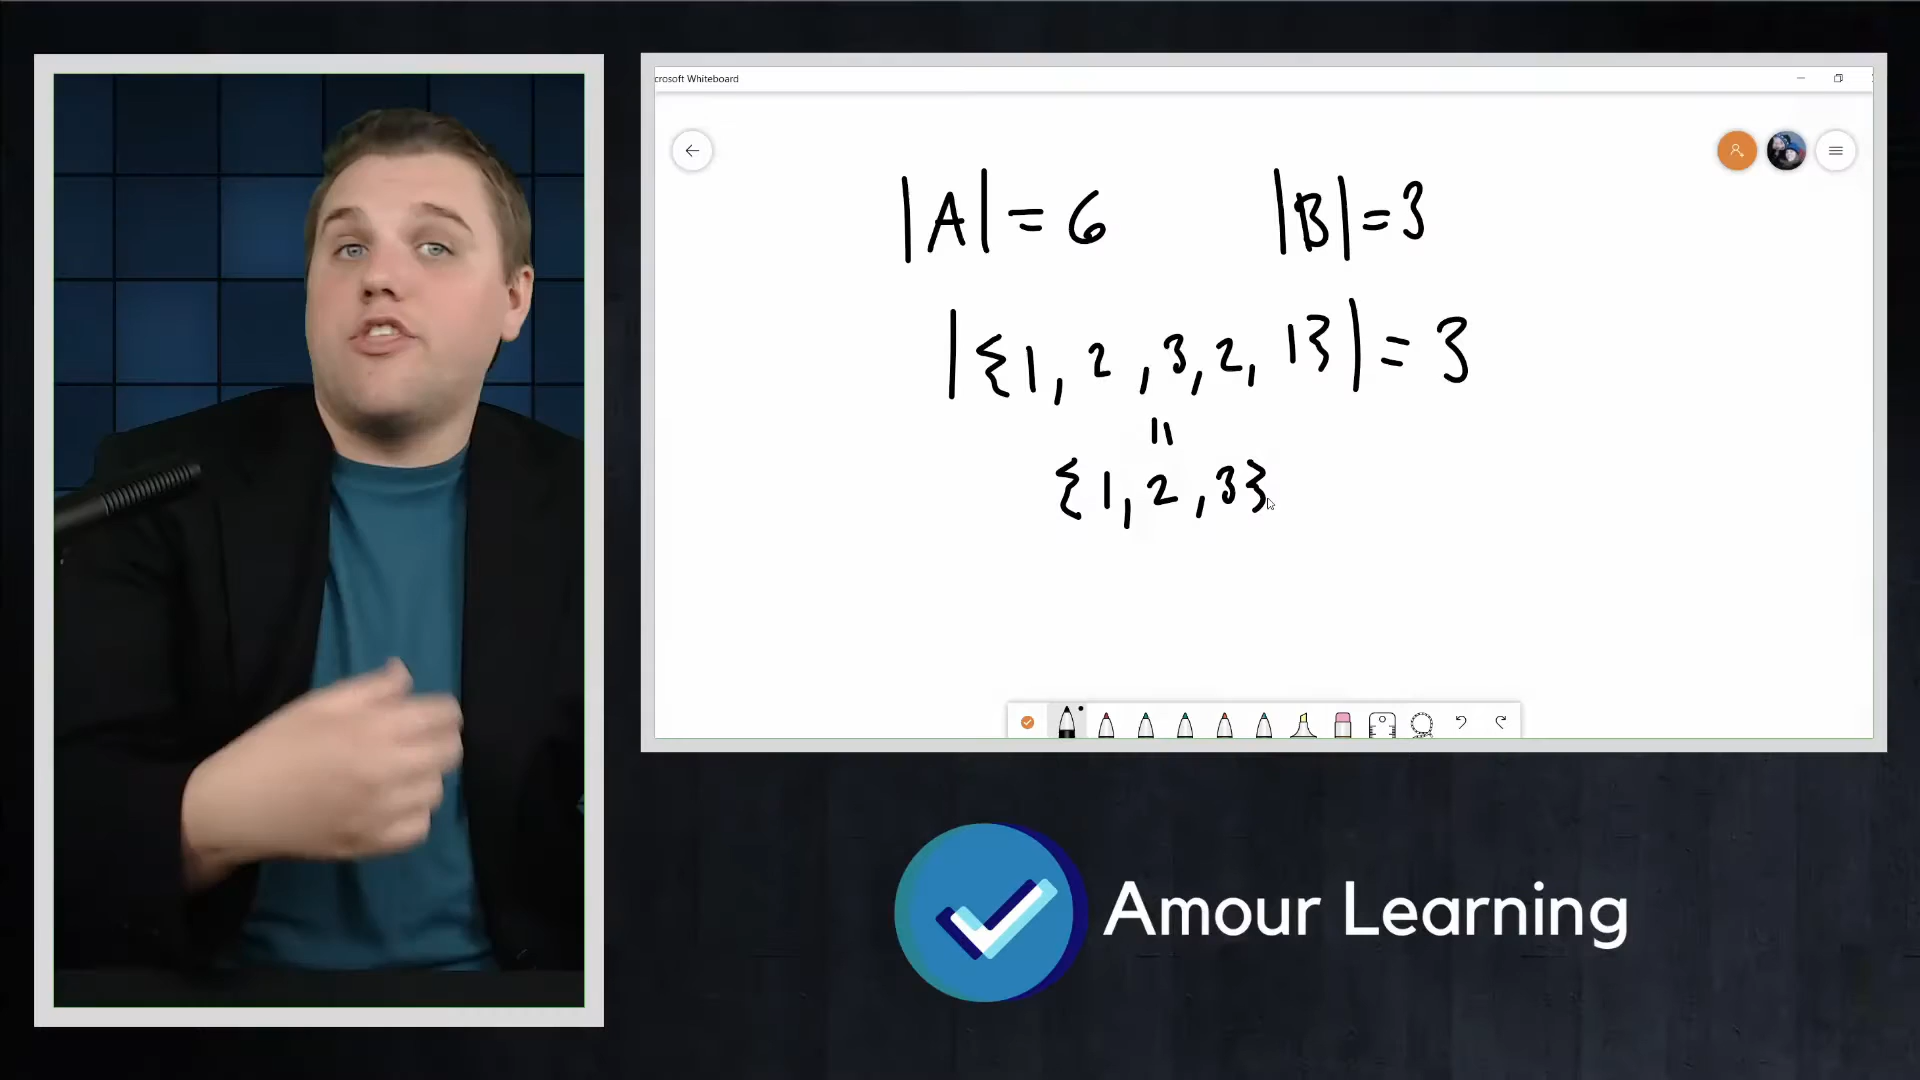 crosoft Whiteboard
|A| = 6 |B| = 3
|{1, 2, 3, 2, 1}| = 3
=
{1, 2, 3}
Amour Learning